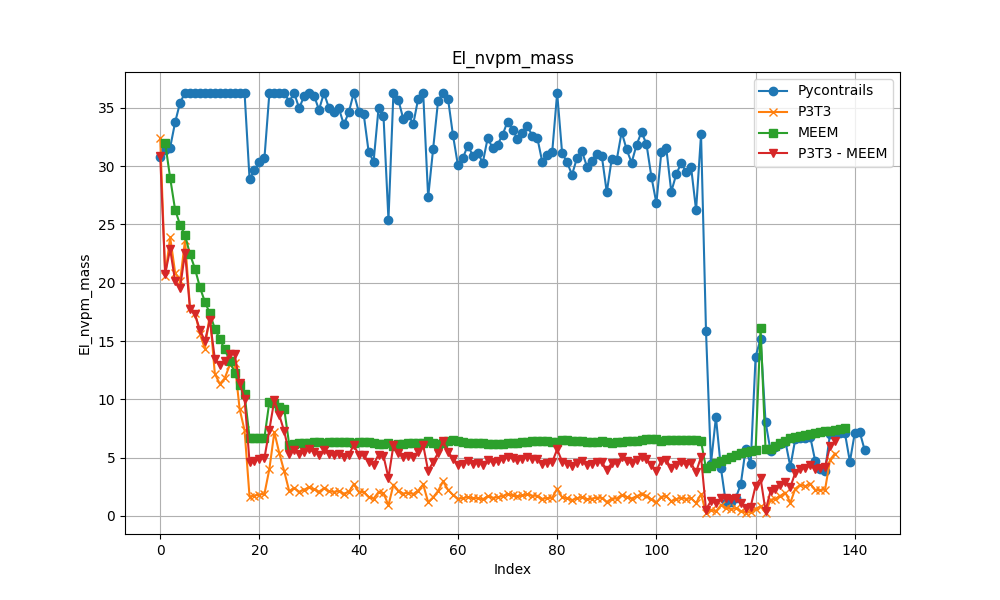 EI_nvpm_mass
Pycontrails
P3T3
MEEM
P3T3 - MEEM
EI_nvpm_mass
35
30
25
20
15
10
5
0
0 20 40 60 80 100 120 140
Index